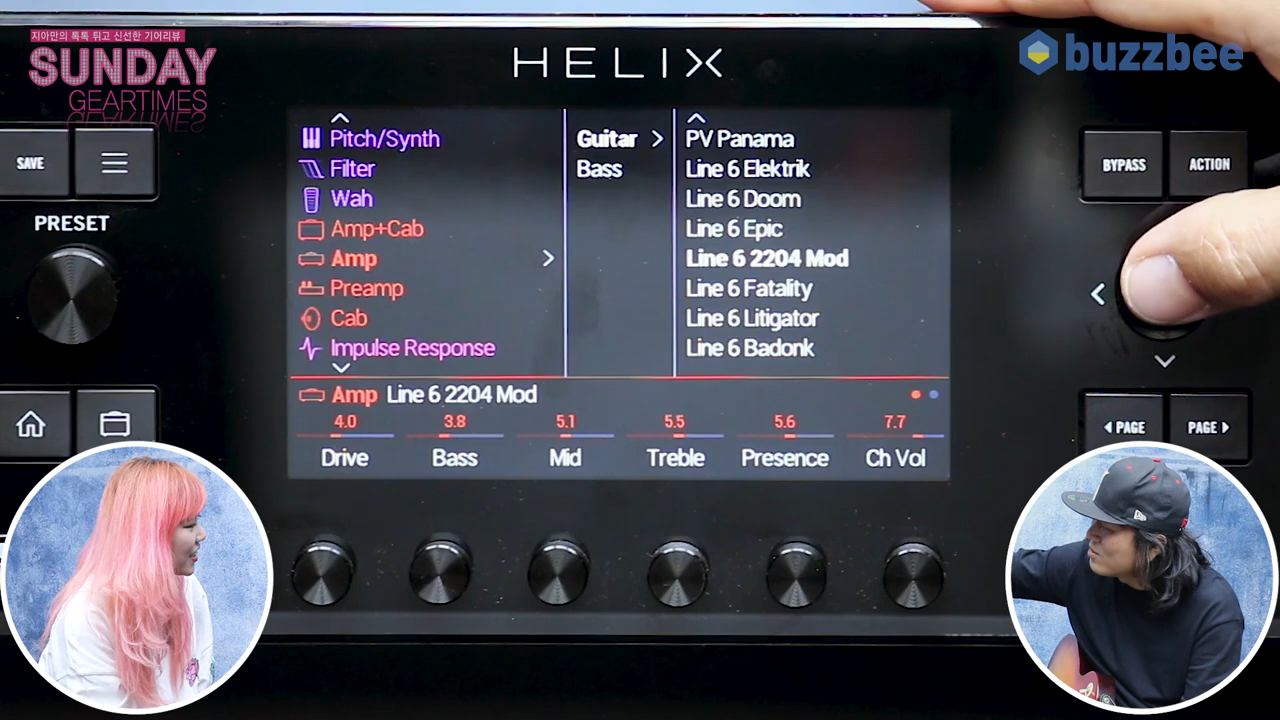 지아만의 톡톡 튀고 신선한 기어리뷰
SUNDAY
GEARTIMES
HELIX
buzzbee
SAVE
PRESET
Pitch/Synth
Filter
Wah
Amp+Cab
Amp
Preamp
Cab
Impulse Response
Guitar
Bass
PV Panama
Line 6 Elektrik
Line 6 Doom
Line 6 Epic
Line 6 2204 Mod
Line 6 Fatality
Line 6 Litigator
Line 6 Badonk
Amp Line 6 2204 Mod
4.0 3.8 5.1 5.5 5.6 7.7
Drive Bass Mid Treble Presence Ch Vol
BYPASS
ACTION
PAGE
PAGE